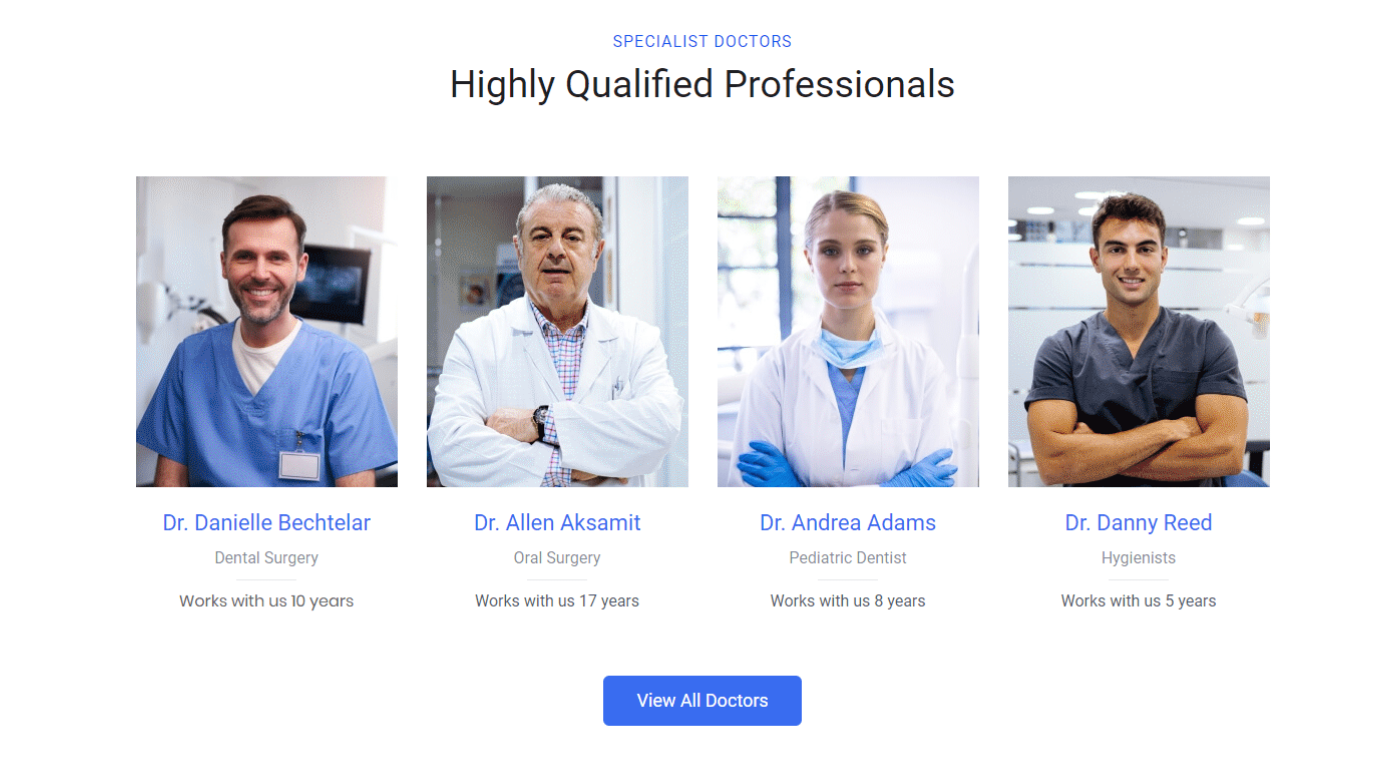 SPECIALIST DOCTORS
Highly Qualified Professionals
Dr. Danielle Bechtelar
Dental Surgery
Works with us 10 years
Dr. Allen Aksamit
Oral Surgery
Works with us 17 years
Dr. Andrea Adams
Pediatric Dentist
Works with us 8 years
Dr. Danny Reed
Hygienists
Works with us 5 years
View All Doctors